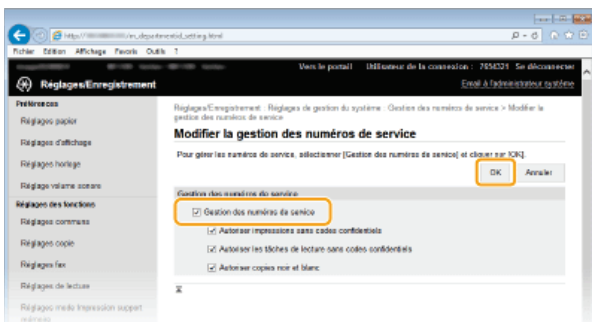 http://
/m_departmentid_setting.html
Fichier Edition Affichage Favoris Outils ?
Vers le portail Utilisateur de la connexion : 7654321 Se déconnecter
Réglages/Enregistrement
Email à l'administrateur système
Préférences
Réglages papier
Réglages d'affichage
Réglages horloge
Réglage volume sonore
Réglages des fonctions
Réglages communs
Réglages copie
Réglages fax
Réglages de lecture
Réglages mode Impression support
mémoire
Réglages/Enregistrement : Réglages de gestion du système : Gestion des numéros de service > Modifier la
gestion des numéros de service
Modifier la gestion des numéros de service
Pour gérer les numéros de service, sélectionner [Gestion des numéros de service] et cliquer sur [OK].
OK Annuler
Gestion des numéros de service
Gestion des numéros de service
Autoriser impressions sans codes confidentiels
Autoriser les tâches de lecture sans codes confidentiels
Autoriser copies noir et blanc